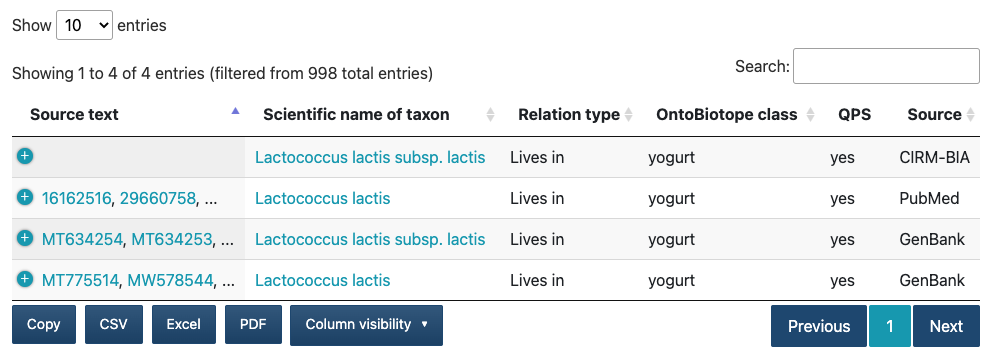 Show 10 entries
Showing 1 to 4 of 4 entries (filtered from 998 total entries)
Search:
Source text Scientific name of taxon Relation type OntoBiotope class QPS Source
Lactococcus lactis subsp. lactis Lives in yogurt yes CIRM-BIA
16162516, 29660758, ... Lactococcus lactis Lives in yogurt yes PubMed
MT634254, MT634253, ... Lactococcus lactis subsp. lactis Lives in yogurt yes GenBank
MT775514, MW578544, ... Lactococcus lactis Lives in yogurt yes GenBank
Copy CSV Excel PDF Column visibility Previous 1 Next